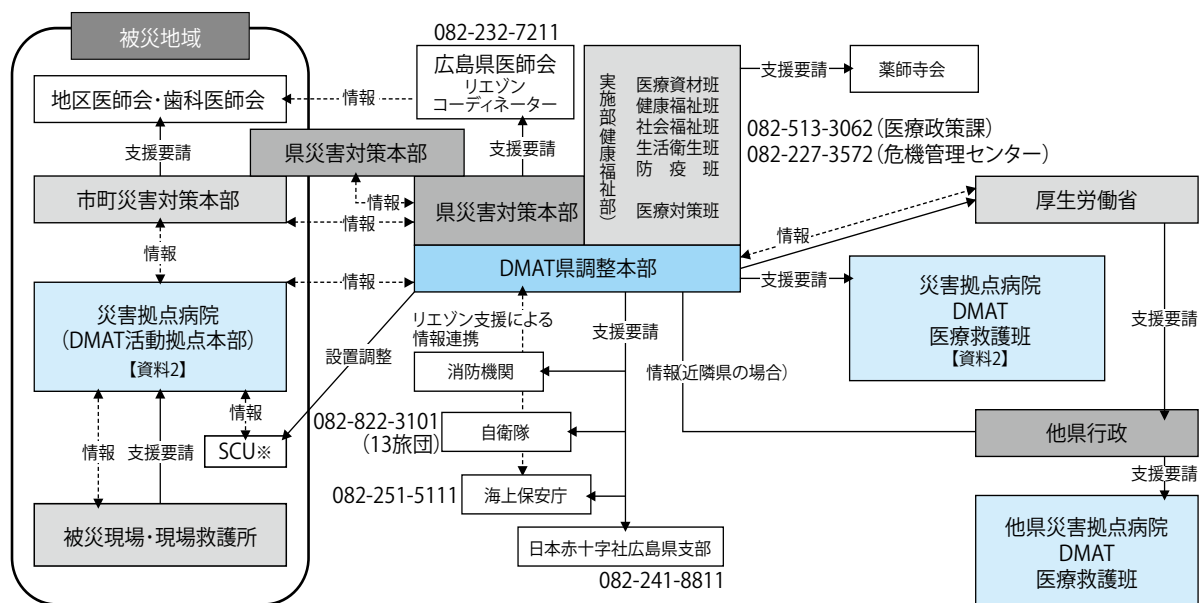 被災地域
地区医師会・歯科医師会
情報
082-232-7211
広島県医師会
リエゾン
コーディネーター
支援要請
県災害対策本部
支援要請
市町災害対策本部
情報
情報
県災害対策本部
実施部（健康福祉部）
医療資材班
健康福祉班
社会福祉班
生活衛生班
防疫班
医療対策班
支援要請
薬師寺会
082-513-3062（医療政策課）
082-227-3572（危機管理センター）
情報
厚生労働省
DMAT県調整本部
情報
情報
災害拠点病院
（DMAT活動拠点本部）
【資料2】
設置調整
リエゾン支援による
情報連携
支援要請
支援要請
災害拠点病院
DMAT
医療救護班
【資料2】
支援要請
消防機関
情報（近隣県の場合）
情報
支援要請
情報
SCU※
082-822-3101
（13旅団）
自衛隊
他県行政
082-251-5111
海上保安庁
支援要請
被災現場・現場救護所
日本赤十字社広島県支部
082-241-8811
他県災害拠点病院
DMAT
医療救護班